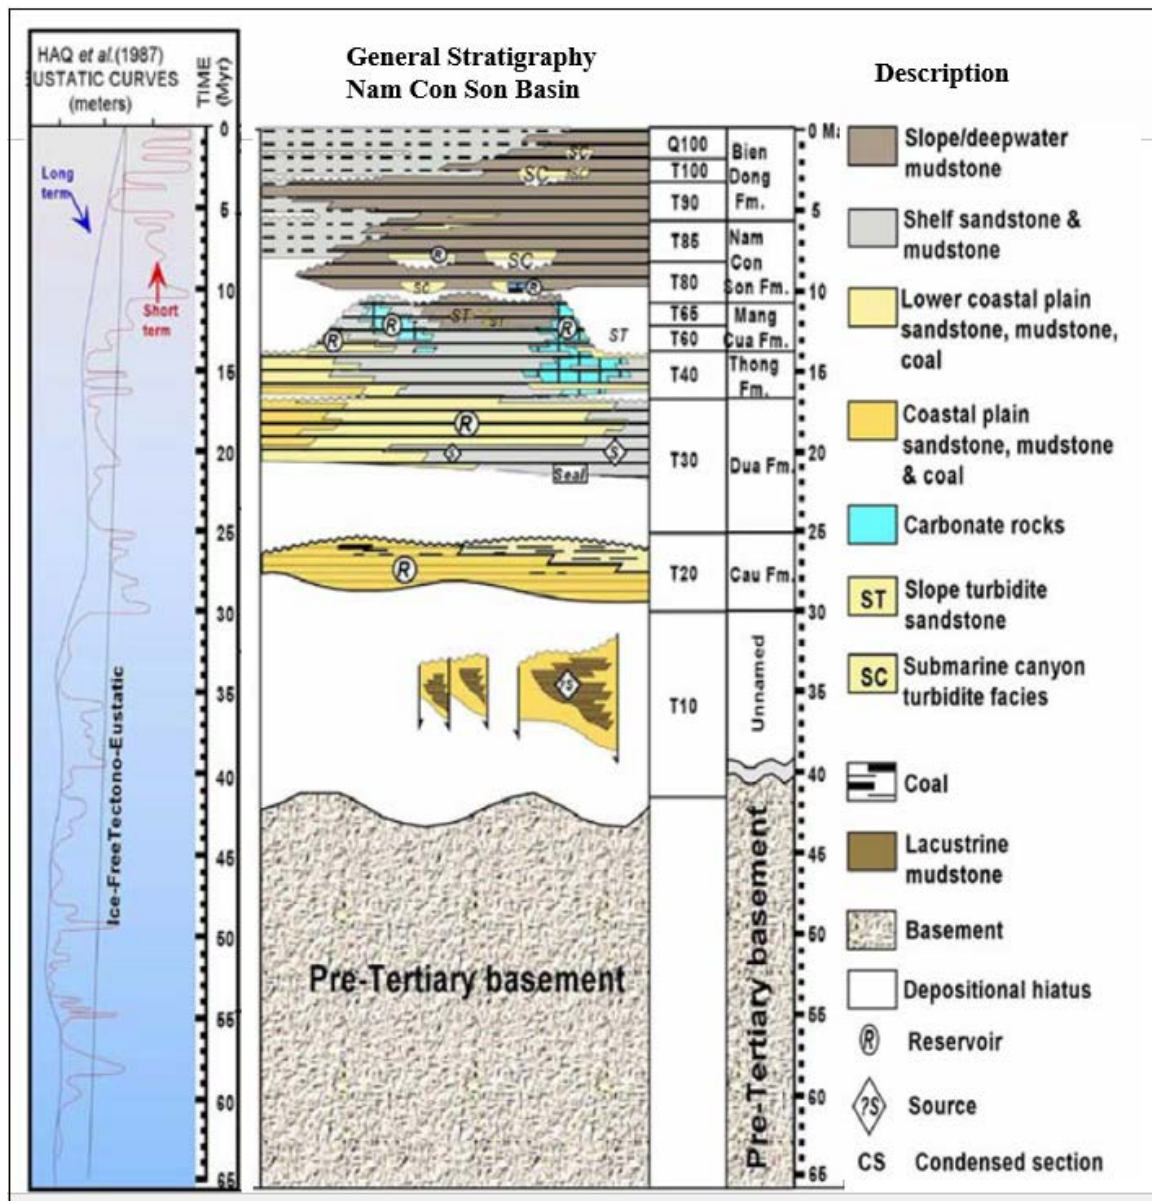 HAQ et al.(1987)
EUSTATIC CURVES
(meters)
TIME
(Myr)
General Stratigraphy
Nam Con Son Basin
Description
Long
term
Short
term
Ice-FreeTectono-Eustatic
0
5
10
15
20
25
30
35
40
45
50
55
60
65
SC
SC
SC
R
SC
SC
R
ST
ST
R
R
R
ST
R
S
S
Seal
R
?S
Pre-Tertiary basement
Q100
T100
T90
T85
T80
T65
T60
T40
T30
T20
T10
Bien
Dong
Fm.
Nam
Con
Son Fm.
Mang
Cua Fm.
Thong
Fm.
Dua Fm.
Cau Fm.
Unnamed
Pre-Tertiary basement
0 Ma
5
10
15
20
25
30
35
40
45
50
55
60
65
Slope/deepwater
mudstone
Shelf sandstone &
mudstone
Lower coastal plain
sandstone, mudstone,
coal
Coastal plain
sandstone, mudstone
& coal
Carbonate rocks
ST Slope turbidite
sandstone
SC Submarine canyon
turbidite facies
Coal
Lacustrine
mudstone
Basement
Depositional hiatus
R Reservoir
?S Source
CS Condensed section